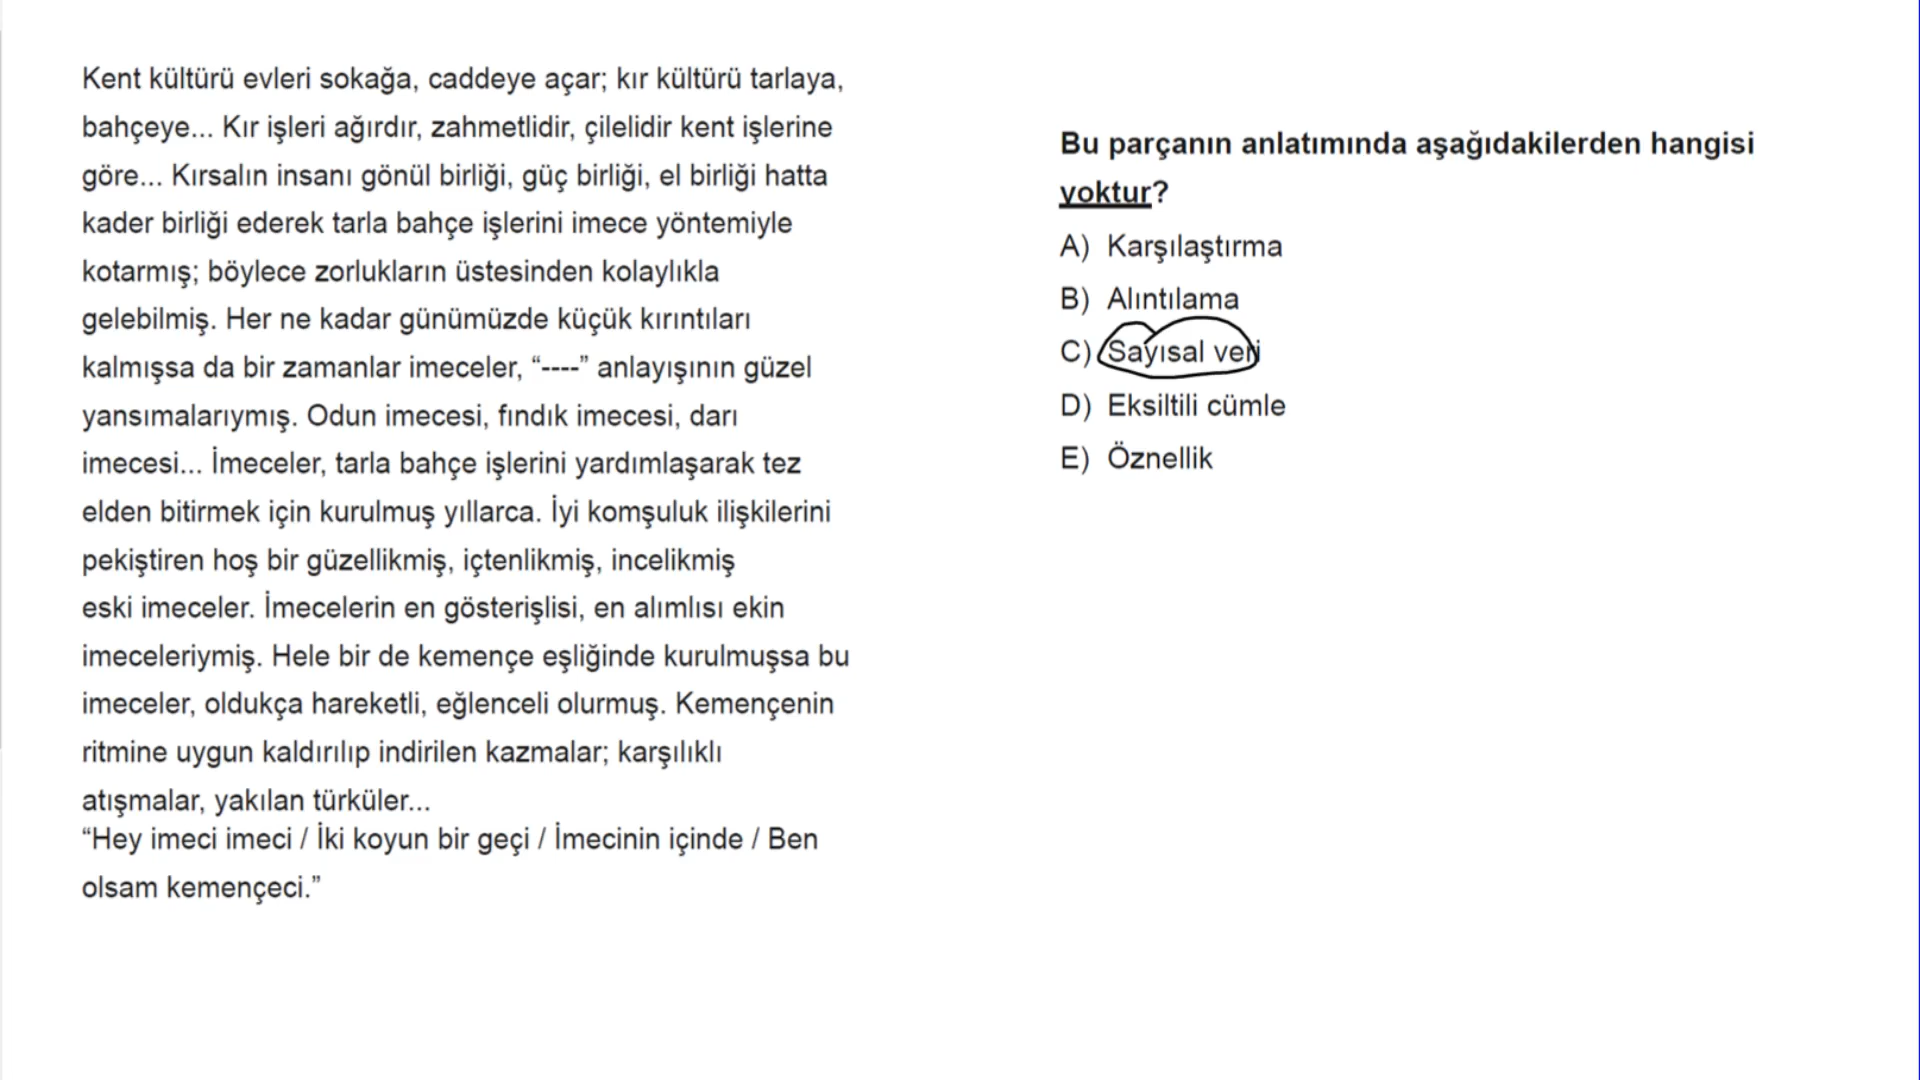 Kent kültürü evleri sokağa, caddeye açar; kır kültürü tarlaya,
bahçeye... Kır işleri ağırdır, zahmetlidir, çilelidir kent işlerine
göre... Kırsalın insanı gönül birliği, güç birliği, el birliği hatta
kader birliği ederek tarla bahçe işlerini imece yöntemiyle
kotarmış; böylece zorlukların üstesinden kolaylıkla
gelebilmiş. Her ne kadar günümüzde küçük kırıntıları
kalmışsa da bir zamanlar imeceler, “----” anlayışının güzel
yansımalarıymış. Odun imecesi, fındık imecesi, darı
imecesi... İmeceler, tarla bahçe işlerini yardımlaşarak tez
elden bitirmek için kurulmuş yıllarca. İyi komşuluk ilişkilerini
pekiştiren hoş bir güzellikmiş, içtenlikmiş, incelikmiş
eski imeceler. İmecelerin en gösterişlisi, en alımlısı ekin
imeceleriymiş. Hele bir de kemençe eşliğinde kurulmuşsa bu
imeceler, oldukça hareketli, eğlenceli olurmuş. Kemençenin
ritmine uygun kaldırılıp indirilen kazmalar; karşılıklı
atışmalar, yakılan türküler...
“Hey imeci imeci / İki koyun bir geçi / İmecinin içinde / Ben
olsam kemençeci.”
Bu parçanın anlatımında aşağıdakilerden hangisi
yoktur?
A) Karşılaştırma
B) Alıntılama
C) Sayısal veri
D) Eksiltili cümle
E) Öznellik